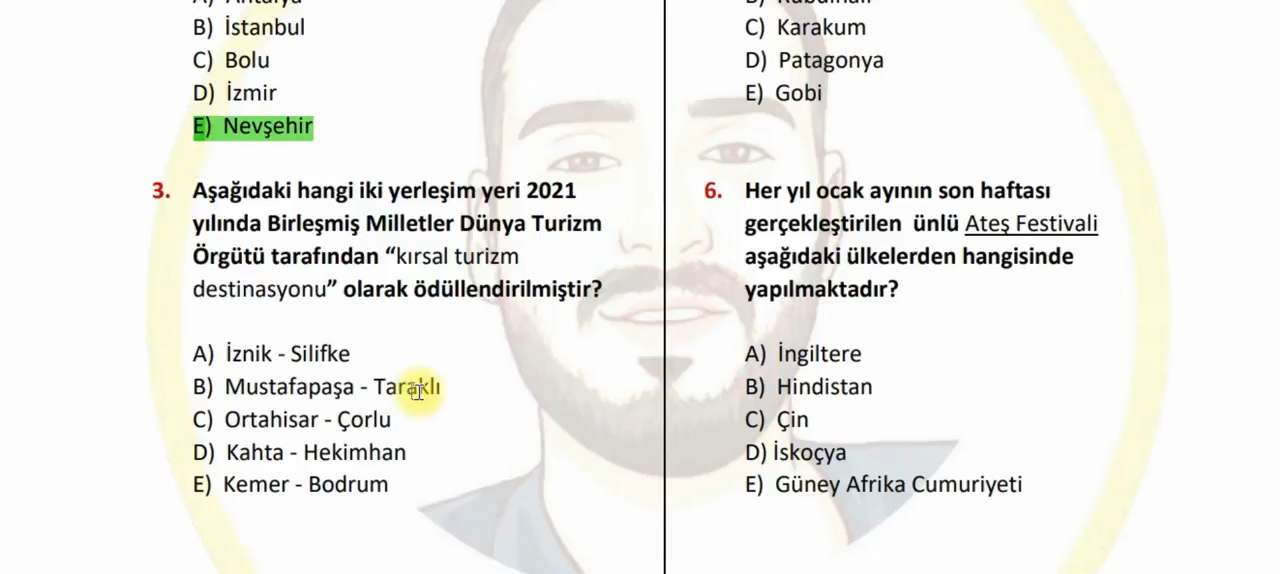 B) İstanbul
C) Bolu
D) İzmir
E) Nevşehir
3. Aşağıdaki hangi iki yerleşim yeri 2021
yılında Birleşmiş Milletler Dünya Turizm
Örgütü tarafından “kırsal turizm
destinasyonu” olarak ödüllendirilmiştir?
A) İznik - Silifke
B) Mustafapaşa - Taraklı
C) Ortahisar - Çorlu
D) Kahta - Hekimhan
E) Kemer - Bodrum
C) Karakum
D) Patagonya
E) Gobi
6. Her yıl ocak ayının son haftası
gerçekleştirilen ünlü Ateş Festivali
aşağıdaki ülkelerden hangisinde
yapılmaktadır?
A) İngiltere
B) Hindistan
C) Çin
D) İskoçya
E) Güney Afrika Cumuriyeti